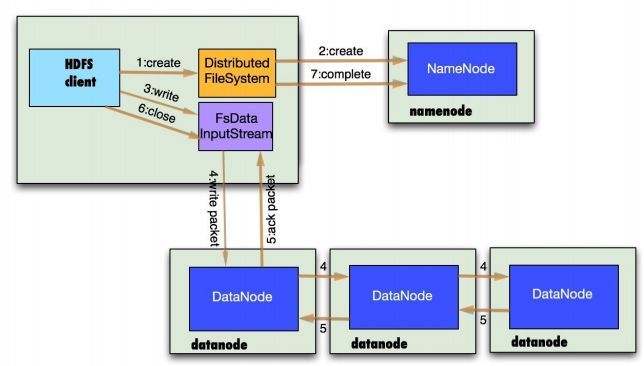 HDFS
client
1:create
Distributed
FileSystem
2:create
7:complete
NameNode
namenode
3:write
6:close
FsData
InputStream
4:write packet
5:ack packet
DataNode
datanode
4
5
DataNode
datanode
4
5
DataNode
datanode